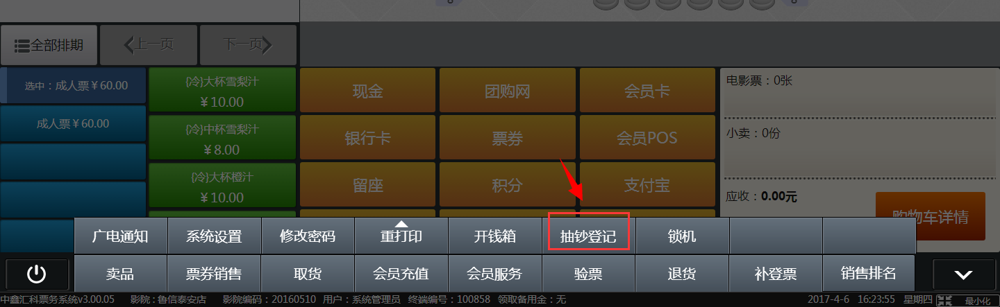 全部排期
上一页
下一页
选中：成人票￥60.00
成人票￥60.00
{冷}大杯雪梨汁
￥10.00
{冷}中杯雪梨汁
￥8.00
{冷}大杯橙汁
￥10.00
现金
团购网
会员卡
银行卡
票券
会员POS
留座
积分
支付宝
电影票：0张
小卖：0份
应收：0.00元
购物车详情
广电通知
系统设置
修改密码
重打印
开钱箱
抽钞登记
锁机
卖品
票券销售
取货
会员充值
会员服务
验票
退货
补登票
销售排名
中鑫汇科票务系统v3.00.05 影院：鲁信泰安店 影院编码：20160510 用户：系统管理员 终端编号：100858 领取备用金：无 2017-4-6 16:23:55 星期四 最小化